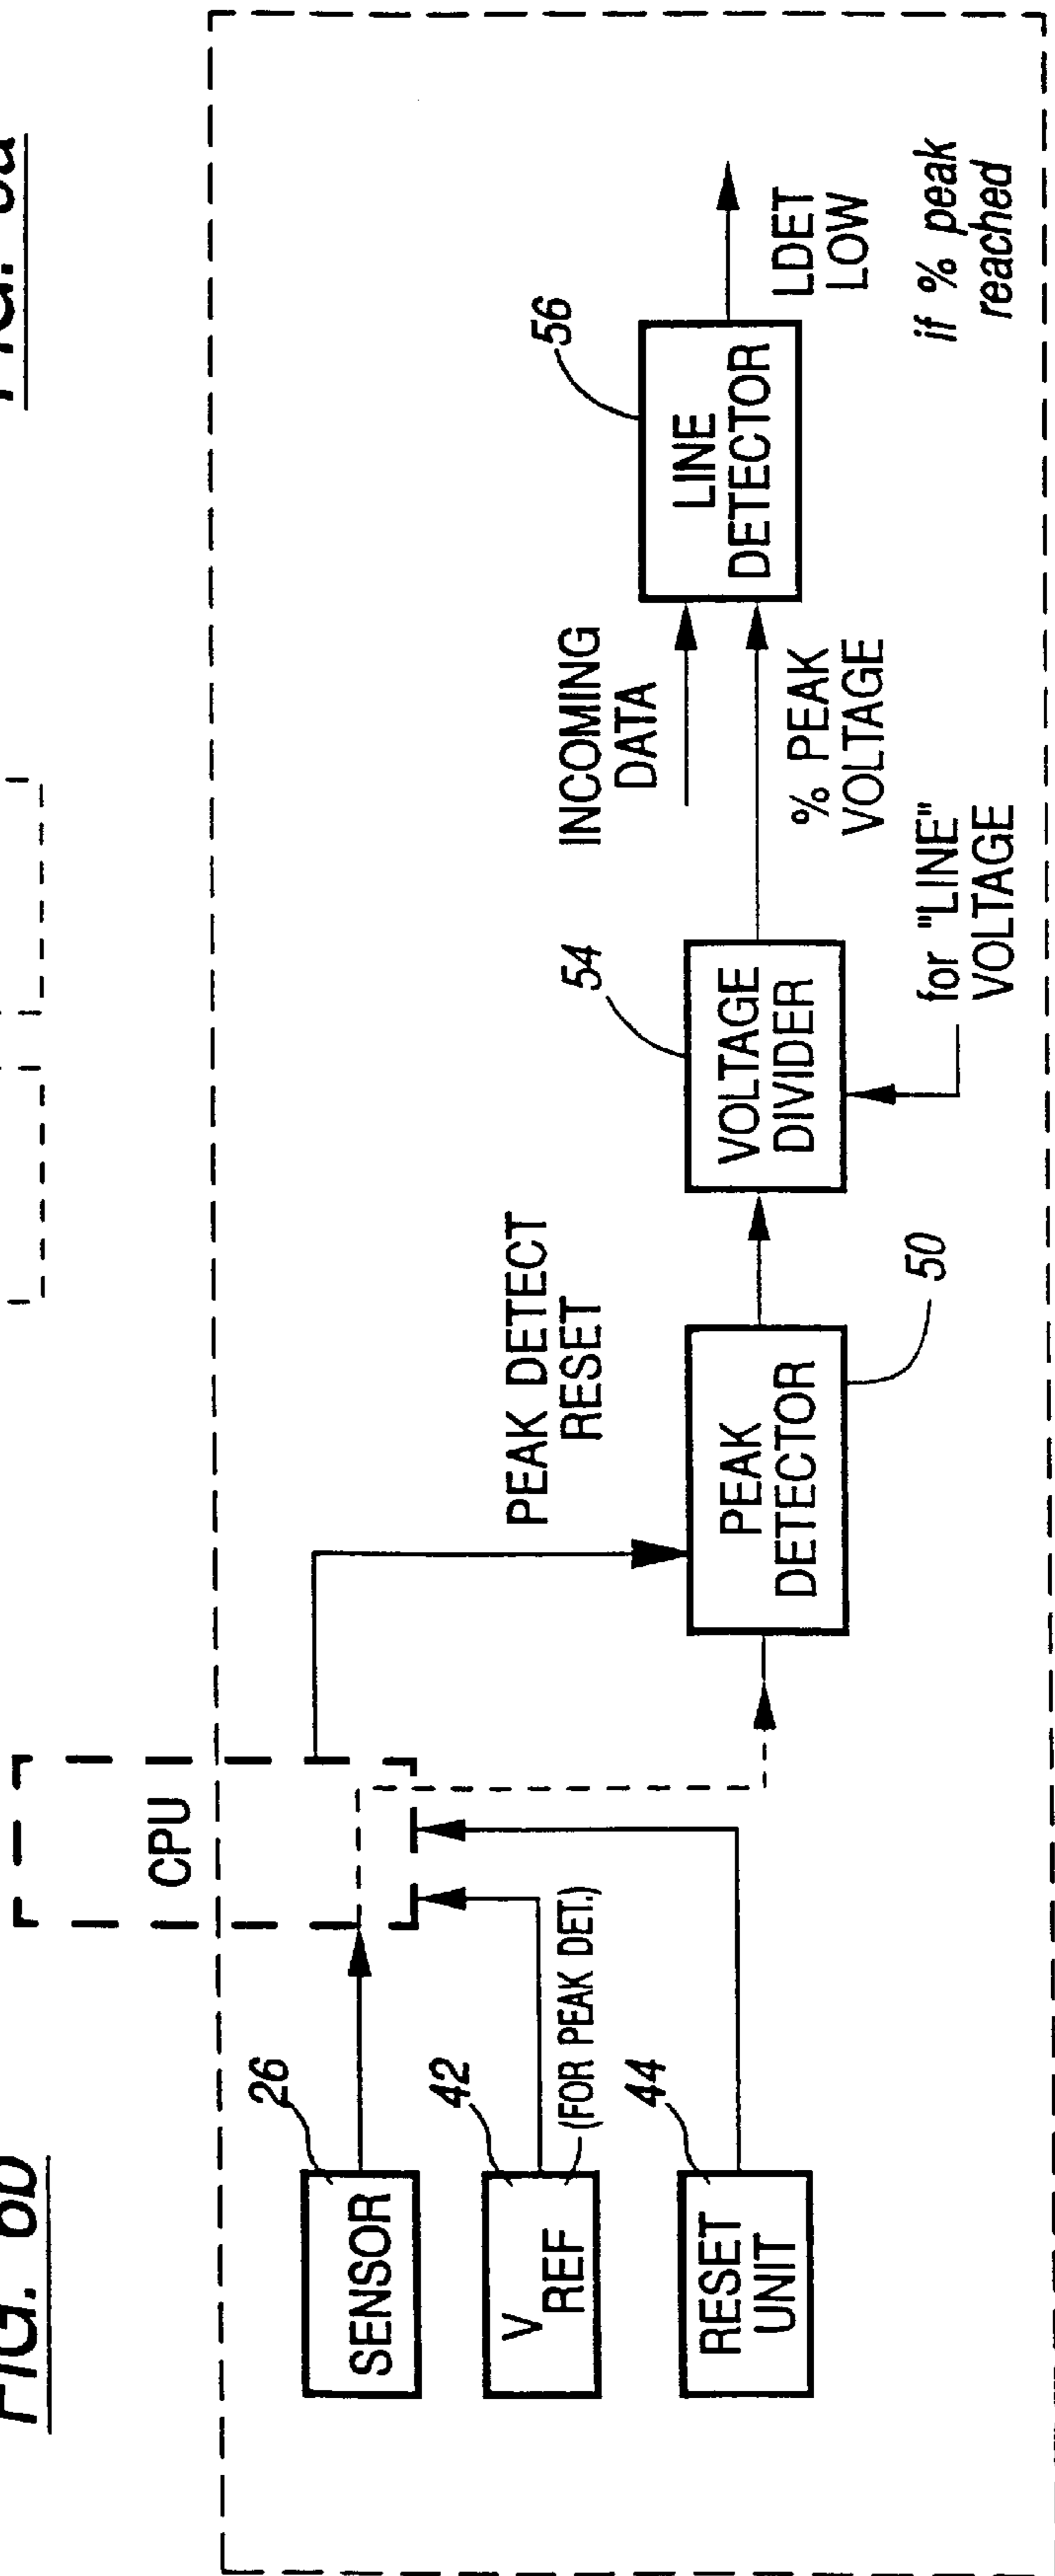 FIG. 6b
CPU
26
SENSOR
42
V REF
(FOR PEAK DET.)
44
RESET
UNIT
PEAK DETECT
RESET
PEAK
DETECTOR
50
54
VOLTAGE
DIVIDER
for "LINE"
VOLTAGE
INCOMING
DATA
% PEAK
VOLTAGE
56
LINE
DETECTOR
LDET
LOW
if % peak
reached